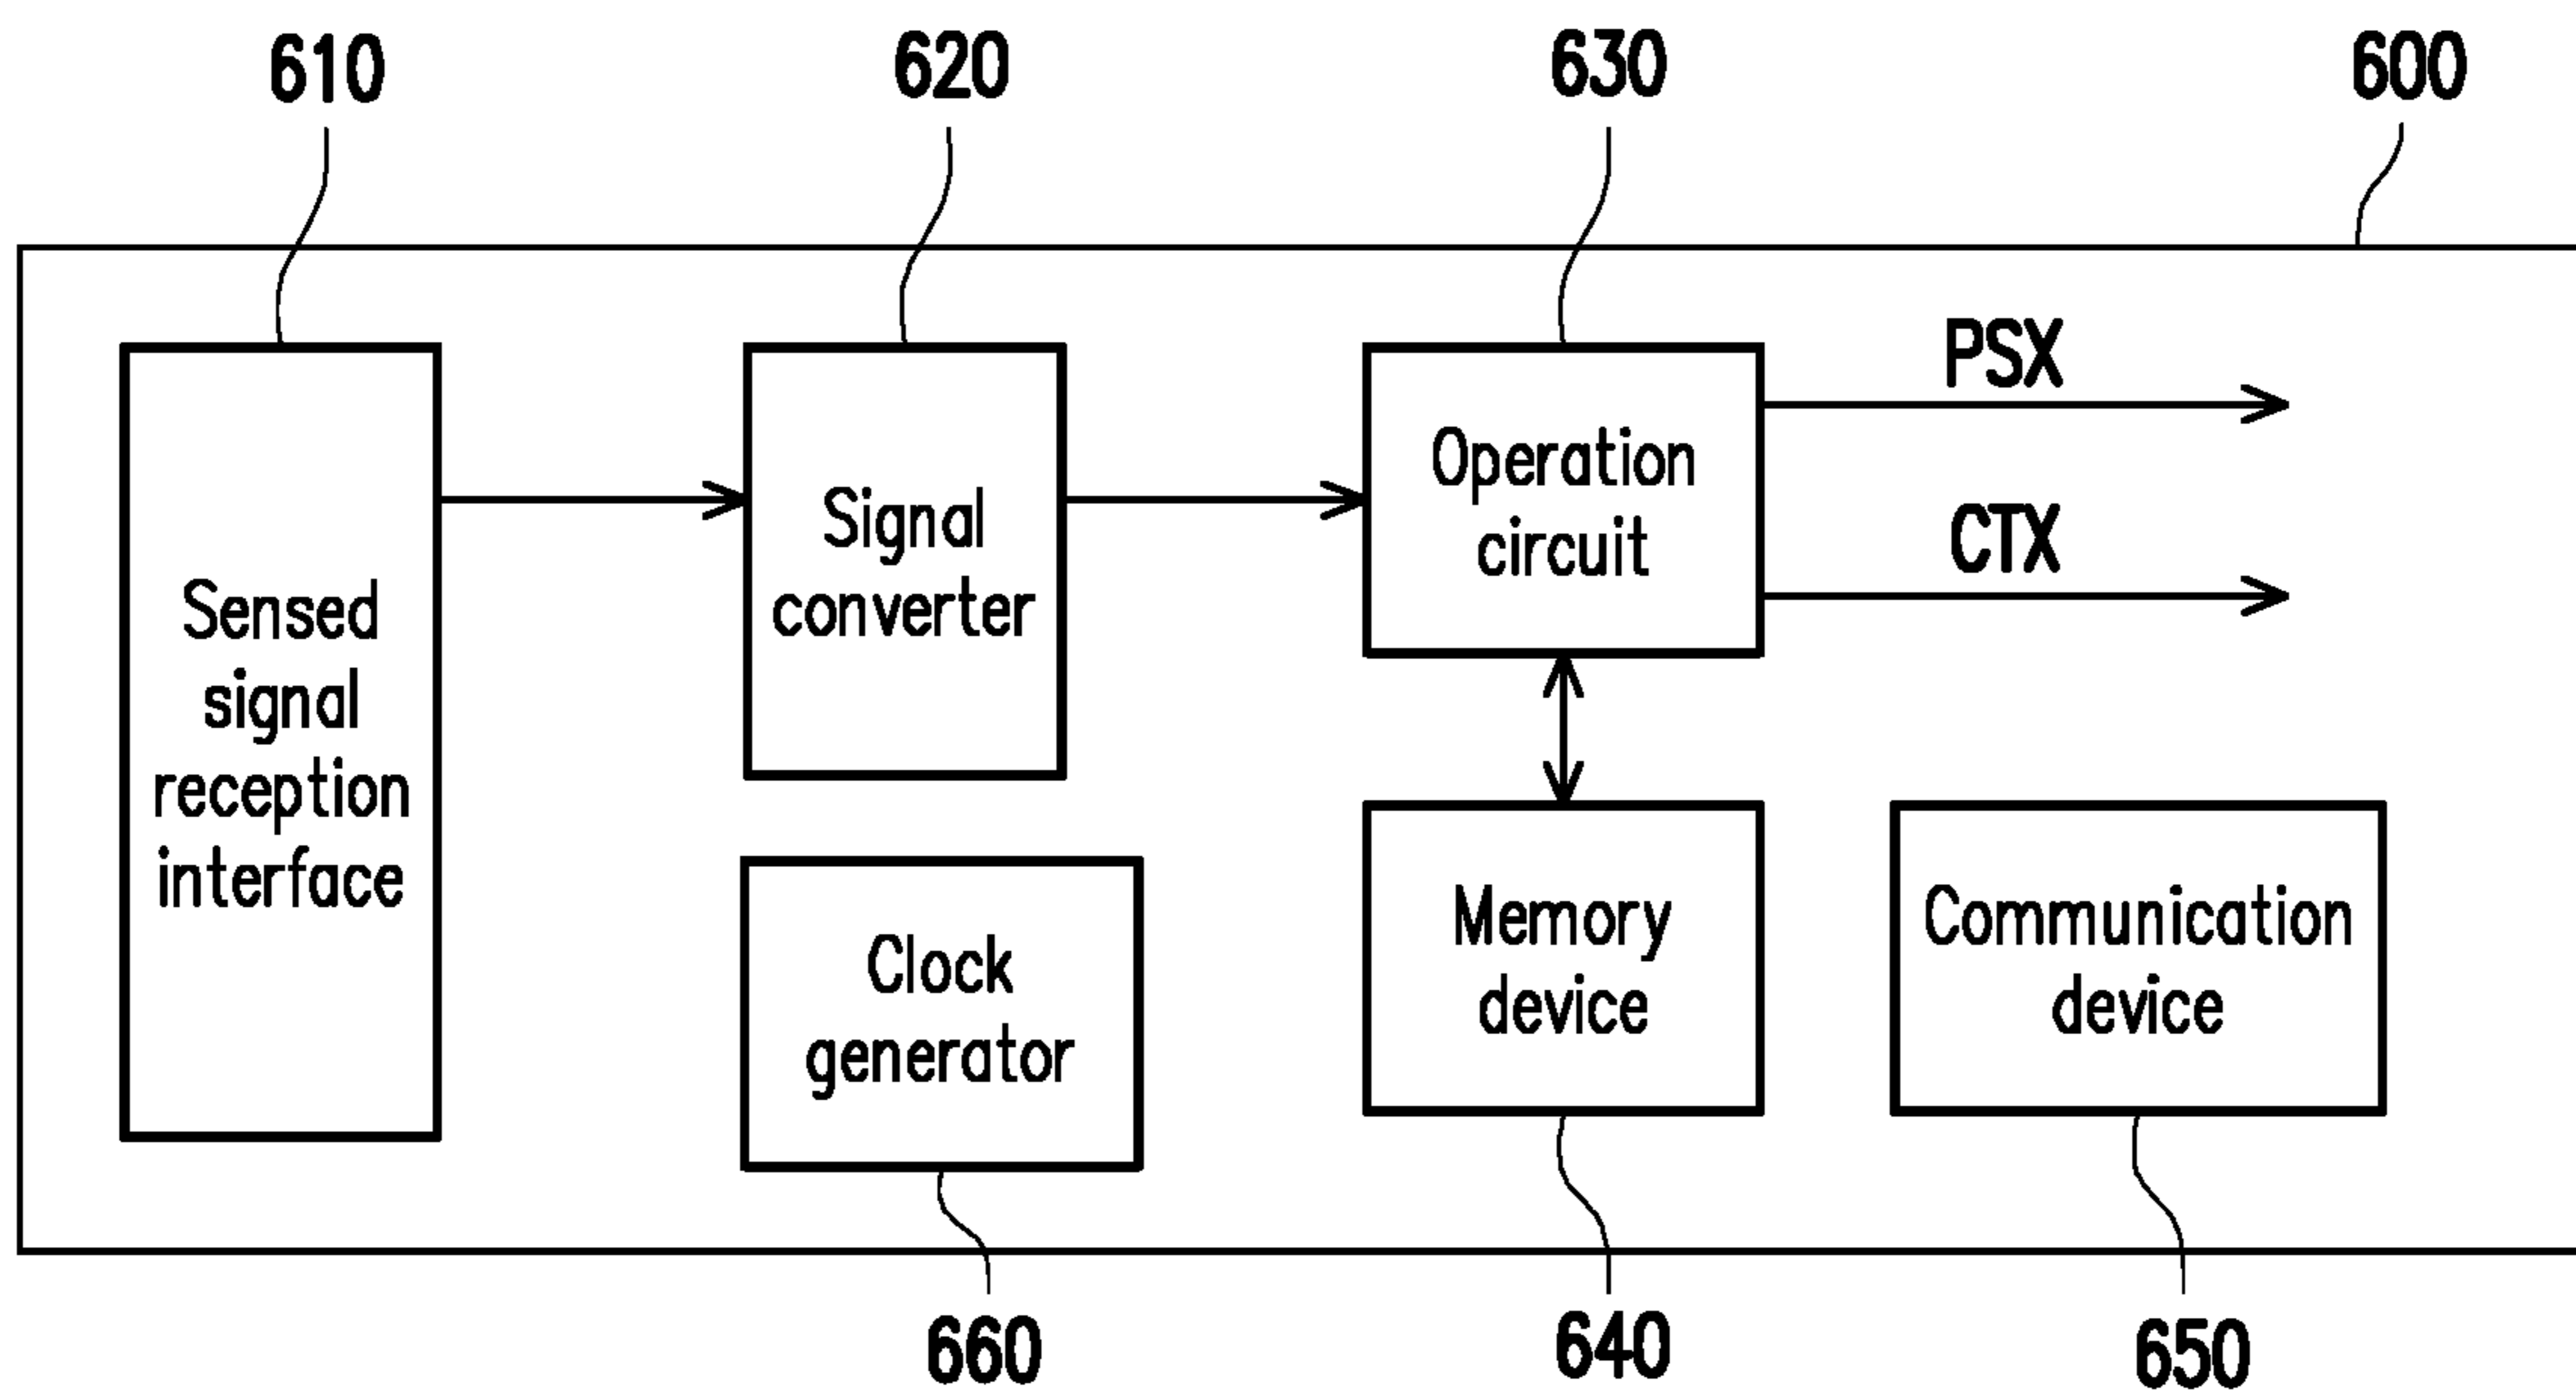 610
620
630
600
Sensed
signal
reception
interface
Signal
converter
Operation
circuit
PSX
CTX
Clock
generator
Memory
device
Communication
device
660
640
650